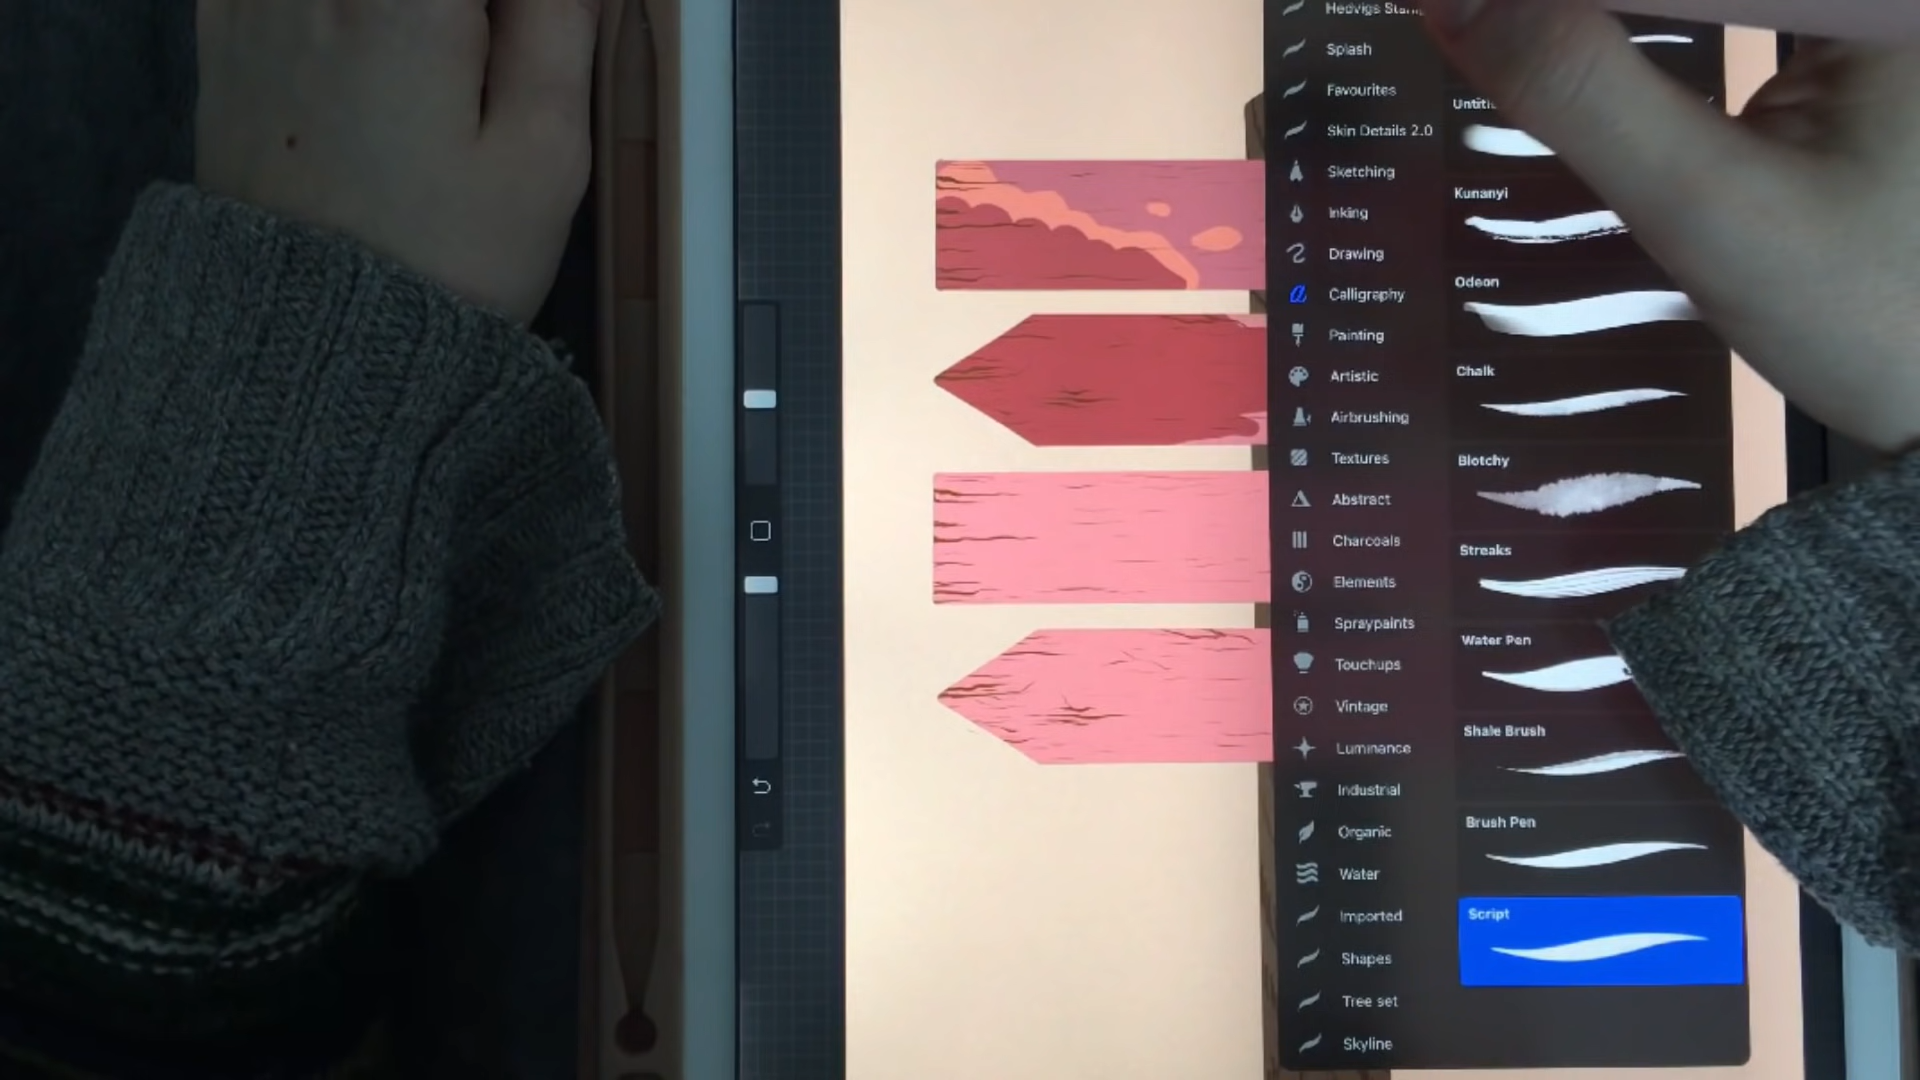 Hedvigs
Splash
Favourites
Skin Details 2.0
Sketching
Inking
Drawing
Calligraphy
Painting
Artistic
Airbrushing
Textures
Abstract
Charcoals
Elements
Spraypaints
Touchups
Vintage
Luminance
Industrial
Organic
Water
Imported
Shapes
Tree set
Skyline
Kunanyi
Odeon
Chalk
Blotchy
Streaks
Water Pen
Shale Brush
Brush Pen
Script